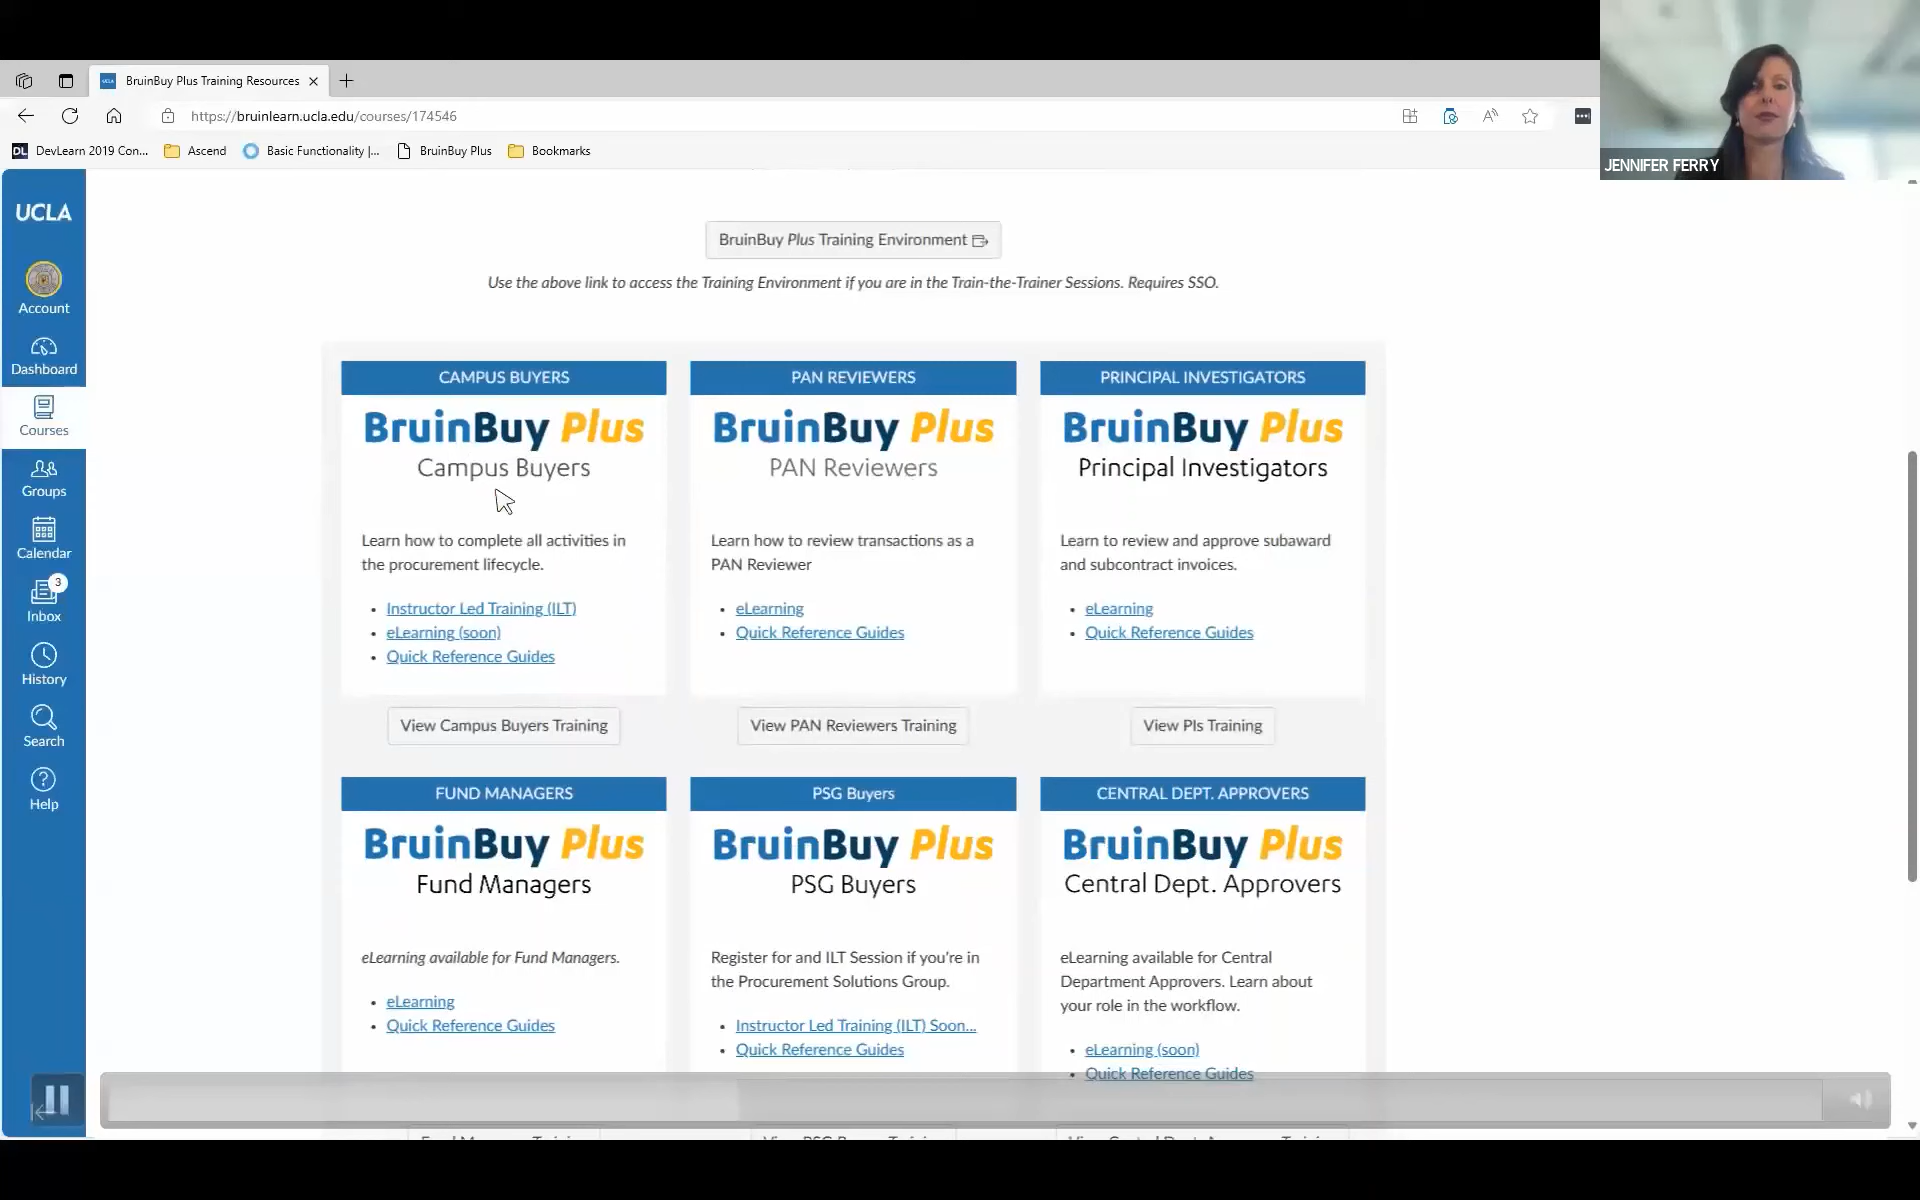 BruinBuy Plus Training Resources
https://bruinlearn.ucla.edu/courses/174546
DL DevLearn 2019 Con...
Ascend
Basic Functionality |...
BruinBuy Plus
Bookmarks
JENNIFER FERRY
UCLA
Account
Dashboard
Courses
Groups
Calendar
3
Inbox
History
Search
Help
BruinBuy Plus Training Environment
Use the above link to access the Training Environment if you are in the Train-the-Trainer Sessions. Requires SSO.
CAMPUS BUYERS
BruinBuy Plus
Campus Buyers
Learn how to complete all activities in
the procurement lifecycle.
Instructor Led Training (ILT)
eLearning (soon)
Quick Reference Guides
View Campus Buyers Training
PAN REVIEWERS
BruinBuy Plus
PAN Reviewers
Learn how to review transactions as a
PAN Reviewer
eLearning
Quick Reference Guides
View PAN Reviewers Training
PRINCIPAL INVESTIGATORS
BruinBuy Plus
Principal Investigators
Learn to review and approve subaward
and subcontract invoices.
eLearning
Quick Reference Guides
View PIs Training
FUND MANAGERS
BruinBuy Plus
Fund Managers
eLearning available for Fund Managers.
eLearning
Quick Reference Guides
PSG Buyers
BruinBuy Plus
PSG Buyers
Register for and ILT Session if you're in
the Procurement Solutions Group.
Instructor Led Training (ILT) Soon...
Quick Reference Guides
CENTRAL DEPT. APPROVERS
BruinBuy Plus
Central Dept. Approvers
eLearning available for Central
Department Approvers. Learn about
your role in the workflow.
eLearning (soon)
Quick Reference Guides